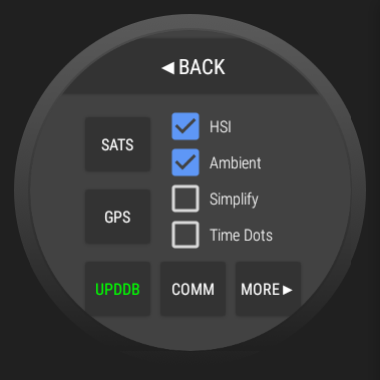 ◀ BACK
SATS
HSI
Ambient
GPS
Simplify
Time Dots
UPDDB
COMM
MORE ▶